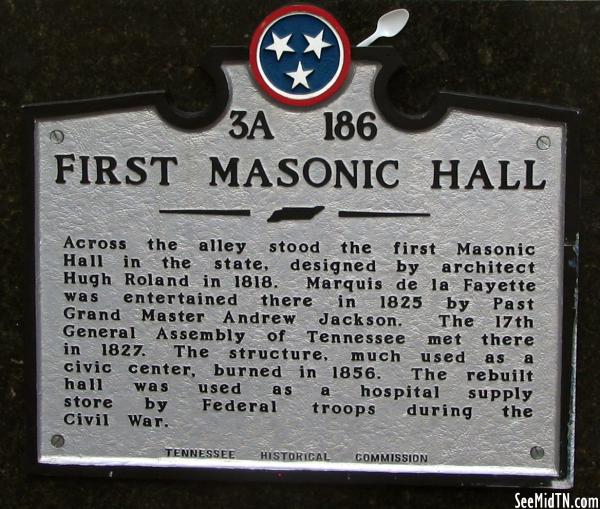 3A 186
FIRST MASONIC HALL
Across the alley stood the first Masonic
Hall in the state, designed by architect
Hugh Roland in 1818. Marquis de la Fayette
was entertained there in 1825 by Past
Grand Master Andrew Jackson. The 17th
General Assembly of Tennessee met there
in 1827. The structure, much used as a
civic center, burned in 1856. The rebuilt
hall was used as a hospital supply
store by Federal troops during the
Civil War.
TENNESSEE HISTORICAL COMMISSION
SeeMidTN.com